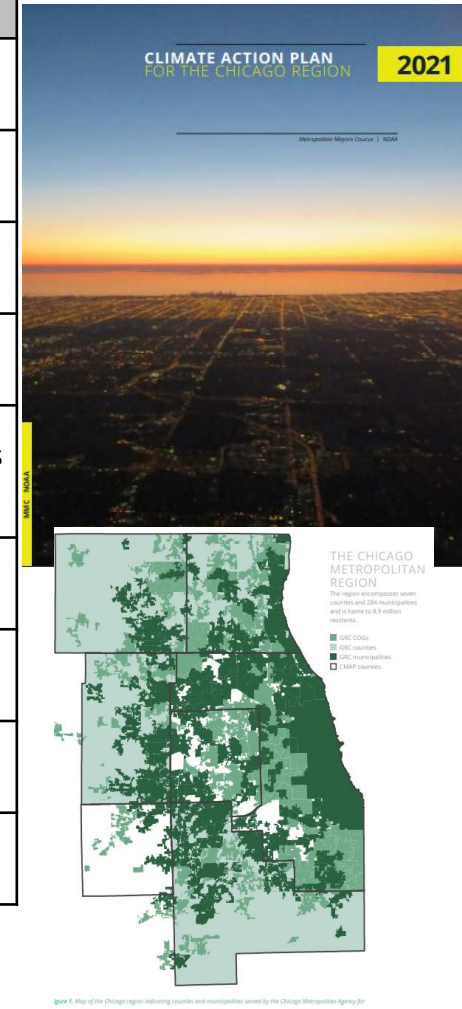 CLIMATE ACTION PLAN
FOR THE CHICAGO REGION
2021
Metropolitan Mayors Caucus | NOAA
MMC NOAA
s
THE CHICAGO
METROPOLITAN
REGION
The region encompasses seven
counties and 284 municipalities
and is home to 8.9 million
residents.
GRC COGs
GRC counties
GRC municipalities
CMAP counties
igure 1. Map of the Chicago region indicating counties and municipalities served by the Chicago Metropolitan Agency for